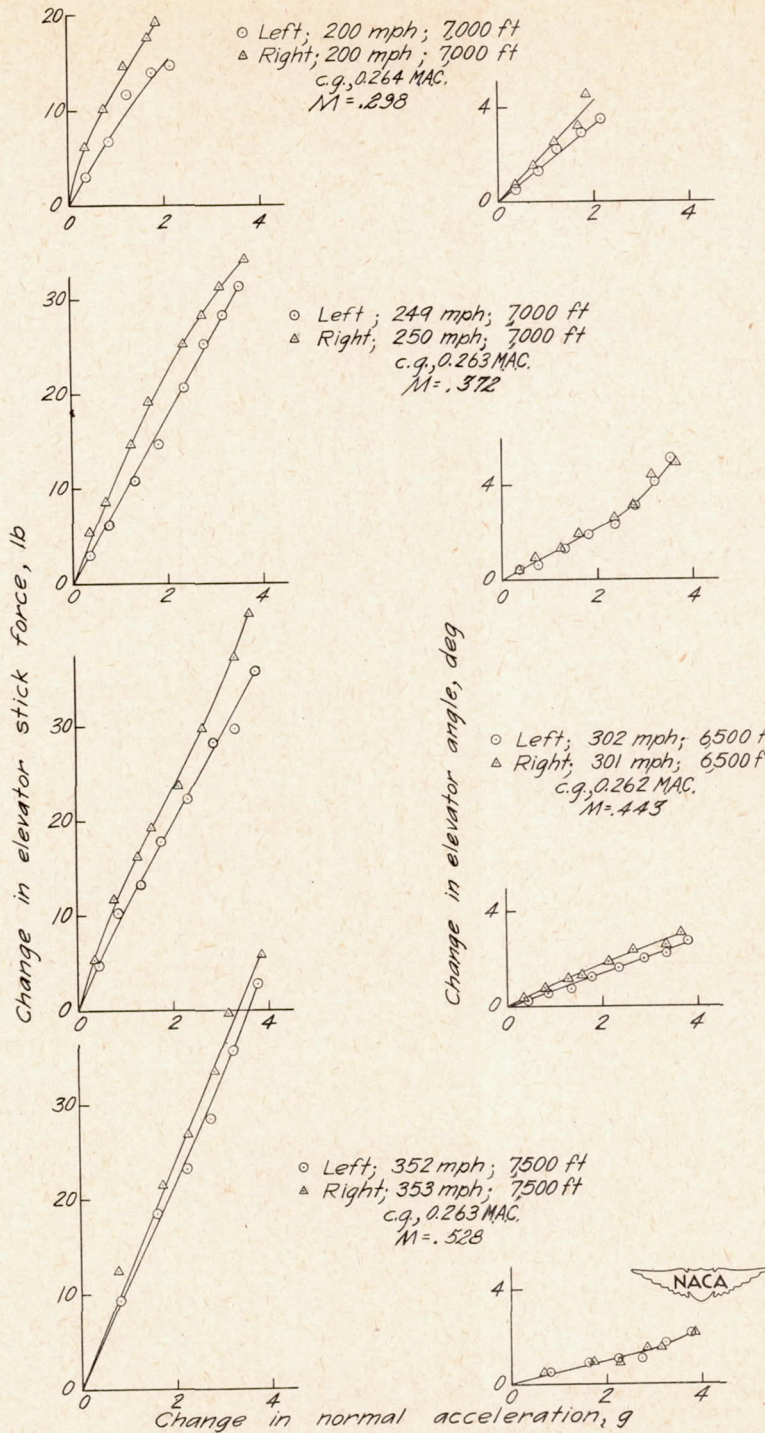 20
10
0
0 2 4
○ Left; 200 mph; 7,000 ft
△ Right; 200 mph; 7,000 ft
c.g., 0.264 MAC.
M=.298
4
0
0 2 4
30
20
10
0
0 2 4
○ Left; 249 mph; 7,000 ft
△ Right; 250 mph; 7,000 ft
c.g., 0.263 M.A.C.
M=.372
4
0
0 2 4
Change in elevator stick force, lb
Change in elevator angle, deg
30
20
10
0
0 2 4
○ Left; 302 mph; 6,500 f
△ Right; 301 mph; 6,500 f
c.g., 0.262 M.A.C.
M=.443
4
0
0 2 4
30
20
10
0
0 2 4
○ Left; 352 mph; 7,500 ft
△ Right; 353 mph; 7,500 ft
c.g., 0.263 M.A.C.
M=.528
NACA
4
0
0 2 4
Change in normal acceleration, g